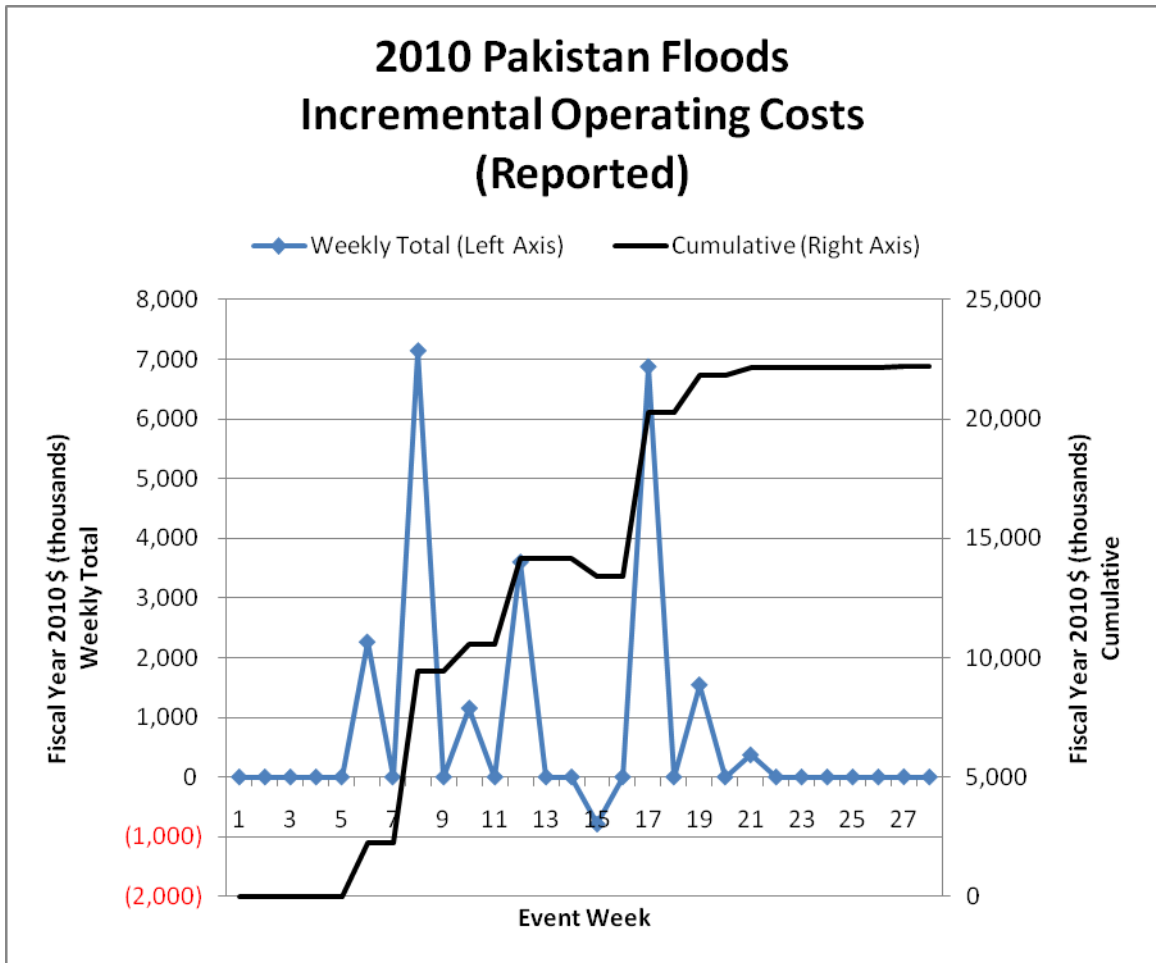 2010 Pakistan Floods
Incremental Operating Costs
(Reported)
Weekly Total (Left Axis) Cumulative (Right Axis)
8,000
7,000
6,000
5,000
4,000
3,000
2,000
1,000
0
(1,000)
(2,000)
Fiscal Year 2010 $ (thousands)
Weekly Total
25,000
20,000
15,000
10,000
5,000
0
Fiscal Year 2010 $ (thousands)
Cumulative
1 3 5 7 9 11 13 15 17 19 21 23 25 27
Event Week